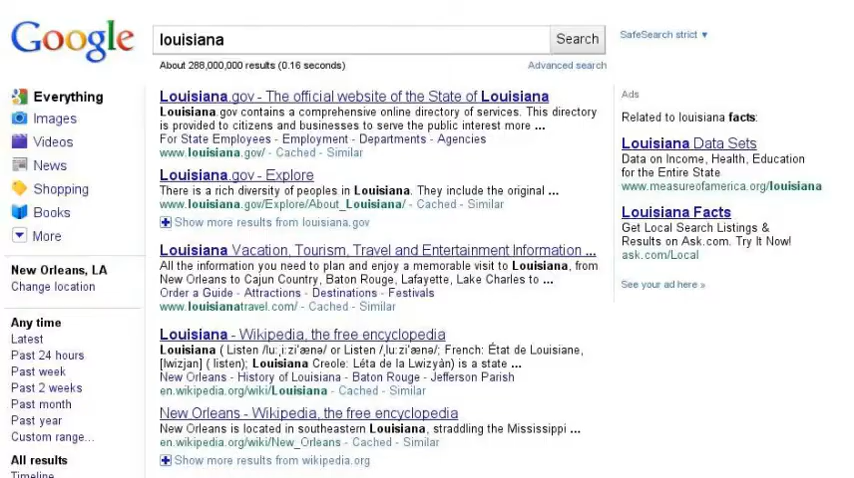 Google
louisiana
Search
SafeSearch strict ▼
About 288,000,000 results (0.16 seconds)
Advanced search
Everything
Images
Videos
News
Shopping
Books
More
New Orleans, LA
Change location
Any time
Latest
Past 24 hours
Past week
Past 2 weeks
Past month
Past year
Custom range...
All results
Timeline
Louisiana.gov - The official website of the State of Louisiana
Louisiana.gov contains a comprehensive online directory of services. This directory
is provided to citizens and businesses to serve the public interest more ...
For State Employees - Employment - Departments - Agencies
www.louisiana.gov/ - Cached - Similar
Louisiana.gov - Explore
There is a rich diversity of peoples in Louisiana. They include the original ...
www.louisiana.gov/Explore/About_Louisiana/ - Cached - Similar
Show more results from louisiana.gov
Louisiana Vacation, Tourism, Travel and Entertainment Information ...
All the information you need to plan and enjoy a memorable visit to Louisiana, from
New Orleans to Cajun Country, Baton Rouge, Lafayette, Lake Charles to ...
Order a Guide - Attractions - Destinations - Festivals
www.louisianatravel.com/ - Cached - Similar
Louisiana - Wikipedia, the free encyclopedia
Louisiana ( Listen /luːˌiːziˈænə/ or Listen /ˌluːziˈænə/; French: État de Louisiane,
[lwizjan] ( listen); Louisiana Creole: Léta de la Lwizyàn) is a state ...
New Orleans - History of Louisiana - Baton Rouge - Jefferson Parish
en.wikipedia.org/wiki/Louisiana - Cached - Similar
New Orleans - Wikipedia, the free encyclopedia
New Orleans is located in southeastern Louisiana, straddling the Mississippi ...
en.wikipedia.org/wiki/New_Orleans - Cached - Similar
Show more results from wikipedia.org
Ads
Related to louisiana facts:
Louisiana Data Sets
Data on Income, Health, Education
for the Entire State
www.measureofamerica.org/louisiana
Louisiana Facts
Get Local Search Listings &
Results on Ask.com. Try It Now!
ask.com/Local
See your ad here »